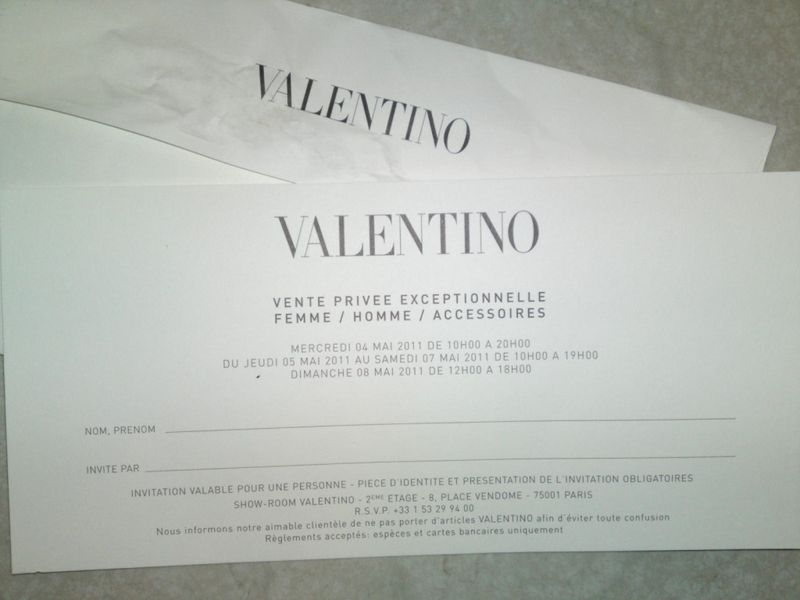 VALENTINO
VALENTINO
VENTE PRIVEE EXCEPTIONNELLE
FEMME / HOMME / ACCESSOIRES
MERCREDI 04 MAI 2011 DE 10H00 A 20H00
DU JEUDI 05 MAI 2011 AU SAMEDI 07 MAI 2011 DE 10H00 A 19H00
DIMANCHE 08 MAI 2011 DE 12H00 A 18H00
NOM, PRENOM
INVITE PAR
INVITATION VALABLE POUR UNE PERSONNE - PIECE D'IDENTITE ET PRESENTATION DE L'INVITATION OBLIGATOIRES
SHOW-ROOM VALENTINO - 2EME ETAGE - 8, PLACE VENDOME - 75001 PARIS
R.S.V.P. +33 1 53 29 94 00
Nous informons notre aimable clientèle de ne pas porter d'articles VALENTINO afin d'éviter toute confusion
Règlements acceptés: espèces et cartes bancaires uniquement